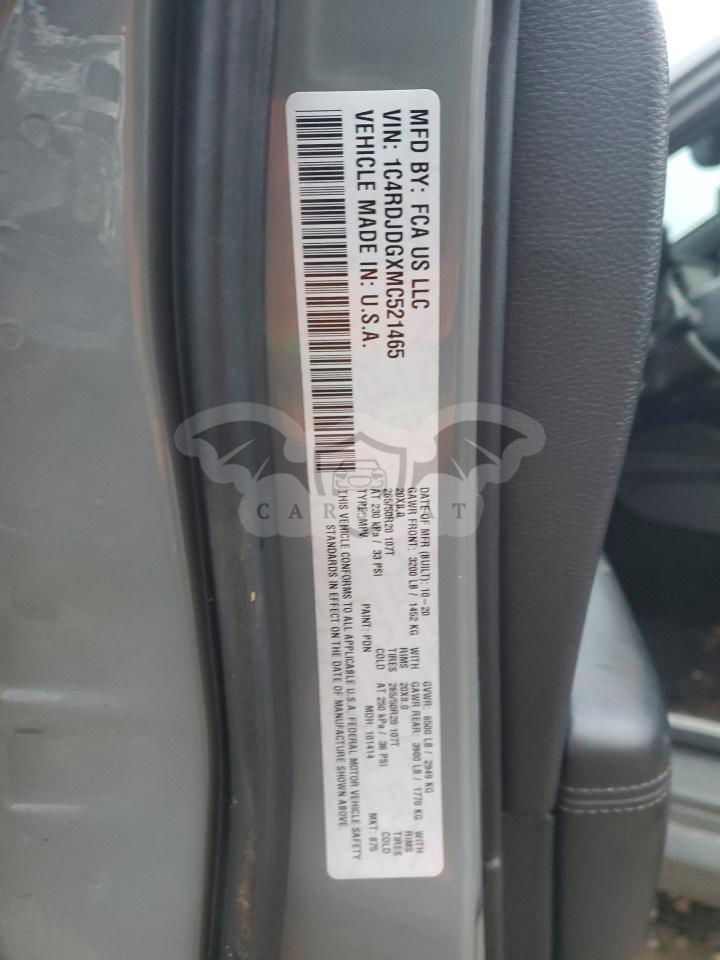 MFD BY: FCA US LLC
VIN: 1C4RDJDGXMC521465
VEHICLE MADE IN: U.S.A.
DATE OF MFR (BUILT): 10-20 GVWR: 6500 LB / 2949 KG
GAWR FRONT: 3200 LB / 1452 KG WITH GAWR REAR: 3900 LB / 1770 KG WITH
20X8.0 RIMS 20X8.0 RIMS
265/50R20 107T TIRES 265/50R20 107T TIRES
AT 230 kPa / 33 PSI COLD AT 250 kPa / 36 PSI COLD
TYPE: MPV PAINT: PDN MDH: 101414 MKT: 875
THIS VEHICLE CONFORMS TO ALL APPLICABLE U.S.A. FEDERAL MOTOR VEHICLE SAFETY
STANDARDS IN EFFECT ON THE DATE OF MANUFACTURE SHOWN ABOVE.